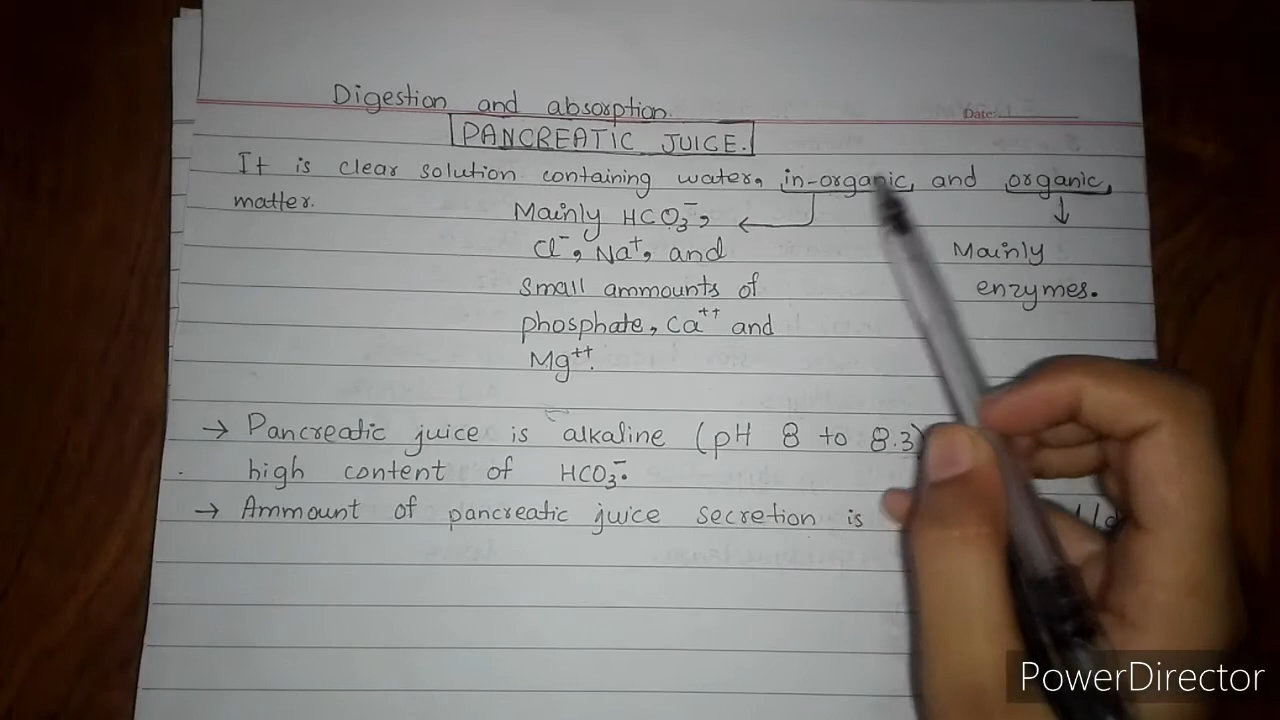 Digestion and absorption.
Date:
PANCREATIC JUICE.
It is clear solution containing water, in-organic, and organic,
matter.
Mainly HCO₃⁻,
Cl⁻, Na⁺, and
small ammounts of
phosphate, Ca⁺⁺ and
Mg⁺⁺.
Mainly
enzymes.
→ Pancreatic juice is alkaline (pH 8 to 8.3)
high content of HCO₃⁻.
→ Ammount of pancreatic juice secretion is
PowerDirector